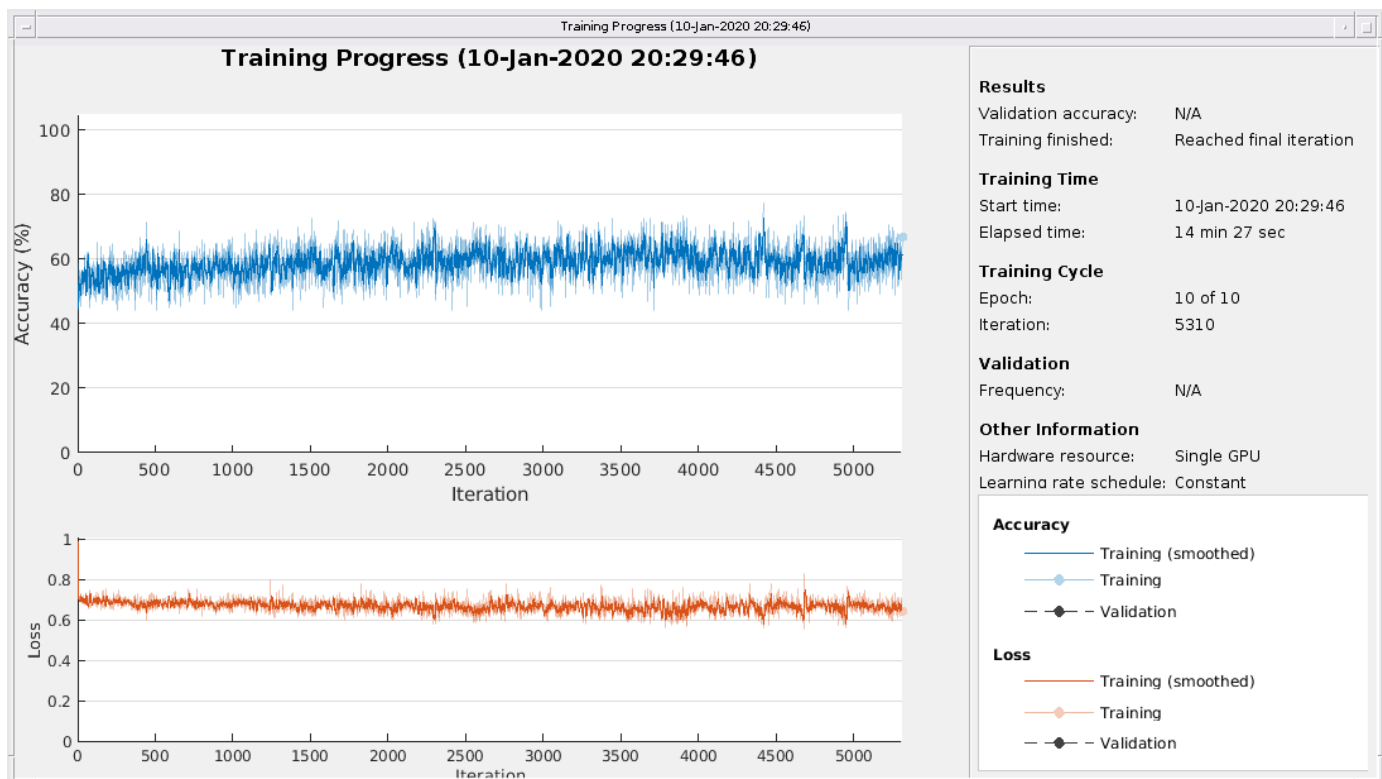 Training Progress (10-Jan-2020 20:29:46)
Training Progress (10-Jan-2020 20:29:46)
100
80
60
40
20
0
Accuracy (%)
0 500 1000 1500 2000 2500 3000 3500 4000 4500 5000
Iteration
1
0.8
0.6
0.4
0.2
0
Loss
0 500 1000 1500 2000 2500 3000 3500 4000 4500 5000
Iteration
Results
Validation accuracy: N/A
Training finished: Reached final iteration
Training Time
Start time: 10-Jan-2020 20:29:46
Elapsed time: 14 min 27 sec
Training Cycle
Epoch: 10 of 10
Iteration: 5310
Validation
Frequency: N/A
Other Information
Hardware resource: Single GPU
Learning rate schedule: Constant
Accuracy
Training (smoothed)
Training
Validation
Loss
Training (smoothed)
Training
Validation